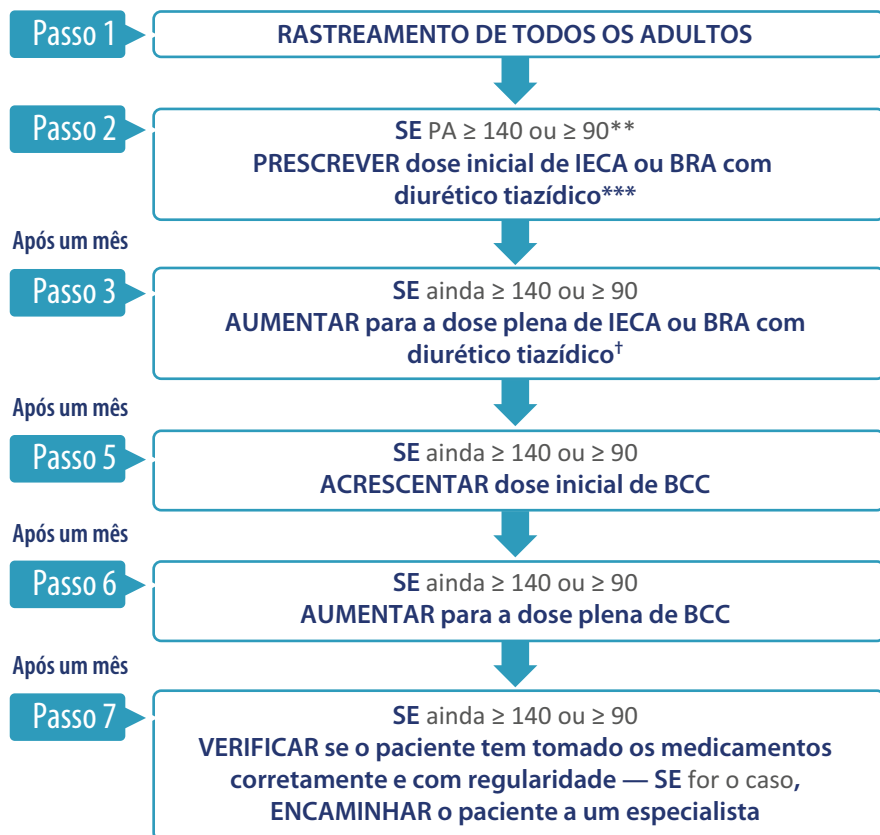 Passo 1
RASTREAMENTO DE TODOS OS ADULTOS
Passo 2
SE PA ≥ 140 ou ≥ 90**
PRESCREVER dose inicial de IECA ou BRA com
diurético tiazídico***
Após um mês
Passo 3
SE ainda ≥ 140 ou ≥ 90
AUMENTAR para a dose plena de IECA ou BRA com
diurético tiazídico†
Após um mês
Passo 5
SE ainda ≥ 140 ou ≥ 90
ACRESCENTAR dose inicial de BCC
Após um mês
Passo 6
SE ainda ≥ 140 ou ≥ 90
AUMENTAR para a dose plena de BCC
Após um mês
Passo 7
SE ainda ≥ 140 ou ≥ 90
VERIFICAR se o paciente tem tomado os medicamentos
corretamente e com regularidade — SE for o caso,
ENCAMINHAR o paciente a um especialista